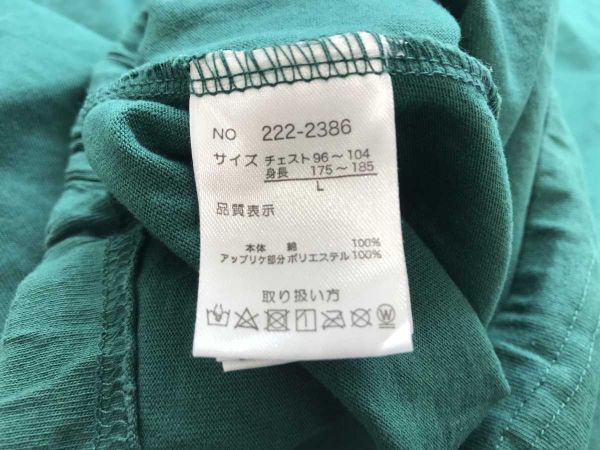 NO 222-2386
サイズ チェスト 96～104
身長 175～185
L
品質表示
本体 綿 100%
アップリケ部分 ポリエステル 100%
取り扱い方
W